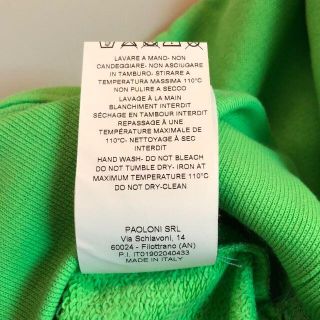 LAVARE A MANO- NON
CANDEGGIARE- NON ASCIUGARE
IN TAMBURO- STIRARE A
TEMPERATURA MASSIMA 110°C
NON PULIRE A SECCO
LAVAGE À LA MAIN
BLANCHIMENT INTERDIT
SÉCHAGE EN TAMBOUR INTERDIT
REPASSAGE À UNE
TEMPÉRATURE MAXIMALE DE
110°C- NETTOYAGE À SEC
INTERDIT
HAND WASH- DO NOT BLEACH
DO NOT TUMBLE DRY- IRON AT
MAXIMUM TEMPERATURE 110°C
DO NOT DRY-CLEAN
PAOLONI SRL
Via Schiavoni, 14
60024 - Filottrano (AN)
P.I. IT01902040433
MADE IN ITALY